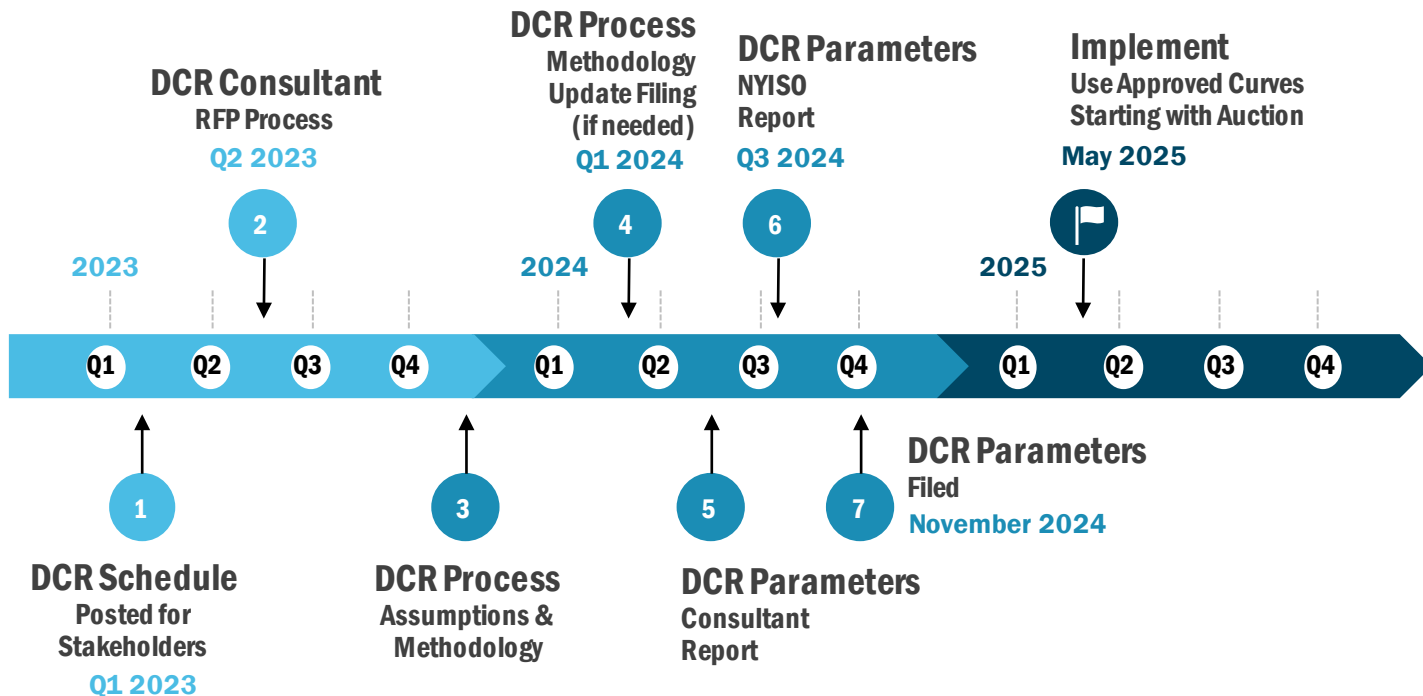 DCR Process
Methodology
Update Filing
(if needed)
Q1 2024
DCR Parameters
NYISO
Report
Q3 2024
Implement
Use Approved Curves
Starting with Auction
May 2025
DCR Consultant
RFP Process
Q2 2023
2
4
6
2023
2024
2025
Q1
Q2
Q3
Q4
Q1
Q2
Q3
Q4
Q1
Q2
Q3
Q4
1
3
5
7
DCR Parameters
Filed
November 2024
DCR Schedule
Posted for
Stakeholders
Q1 2023
DCR Process
Assumptions &
Methodology
DCR Parameters
Consultant
Report